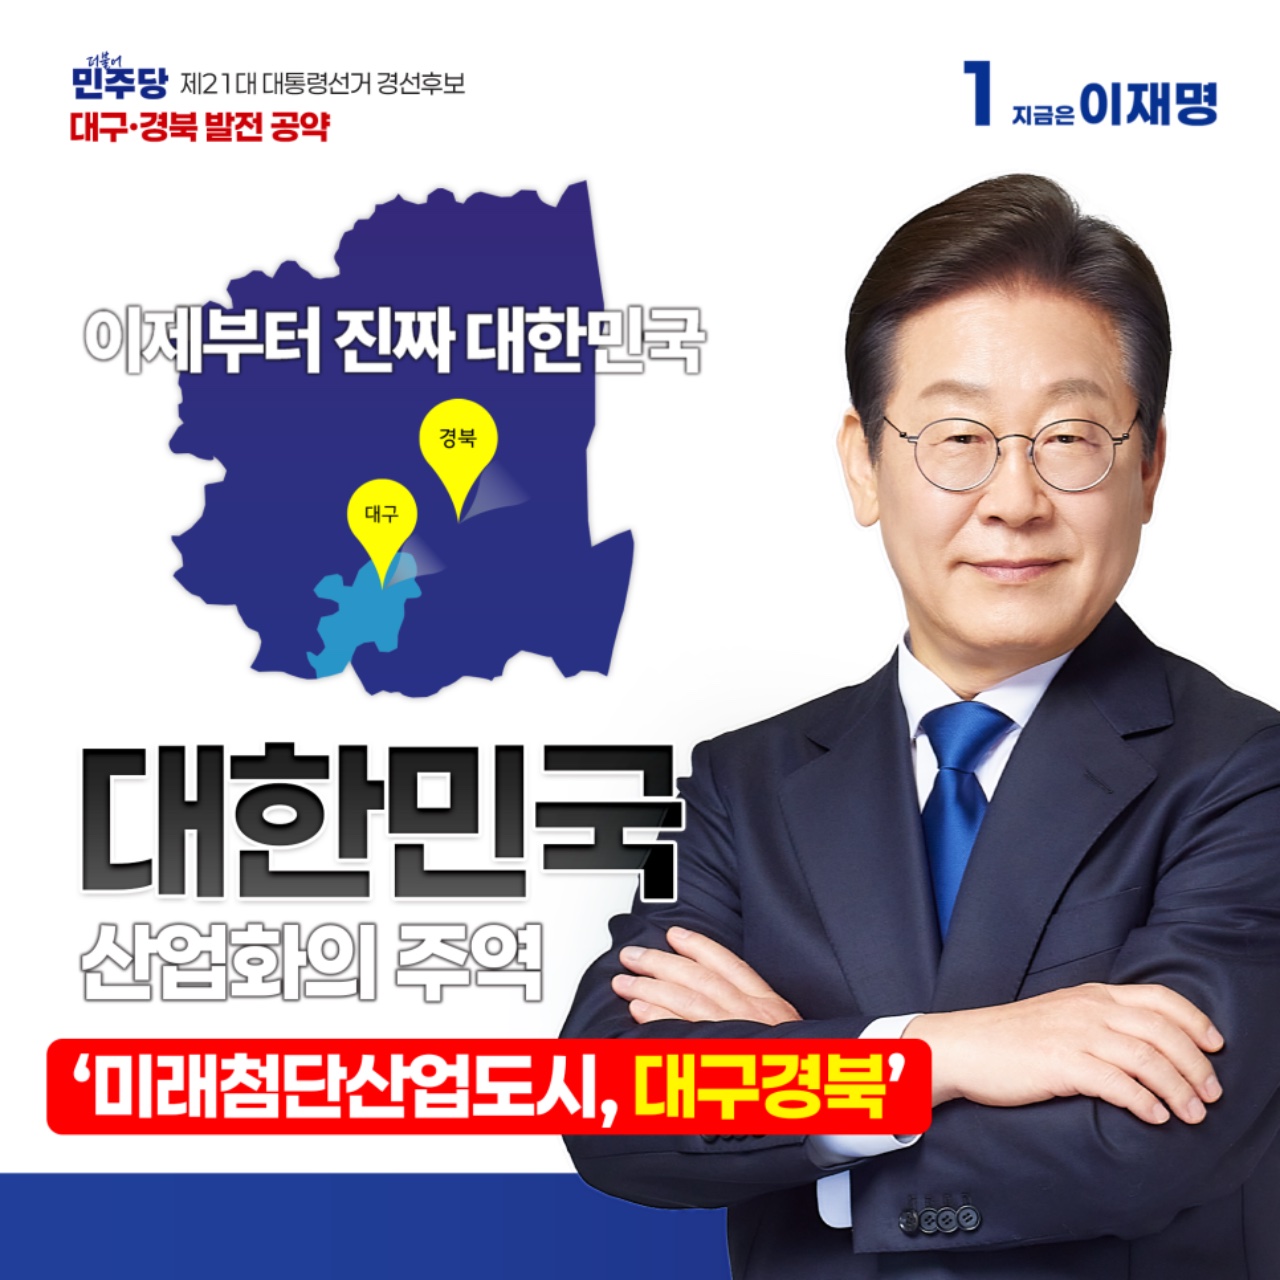 더불어
민주당 제21대 대통령선거 경선후보
대구·경북 발전 공약
1 지금은 이재명
이제부터 진짜 대한민국
경북
대구
대한민국
산업화의 주역
‘미래첨단산업도시, 대구경북’